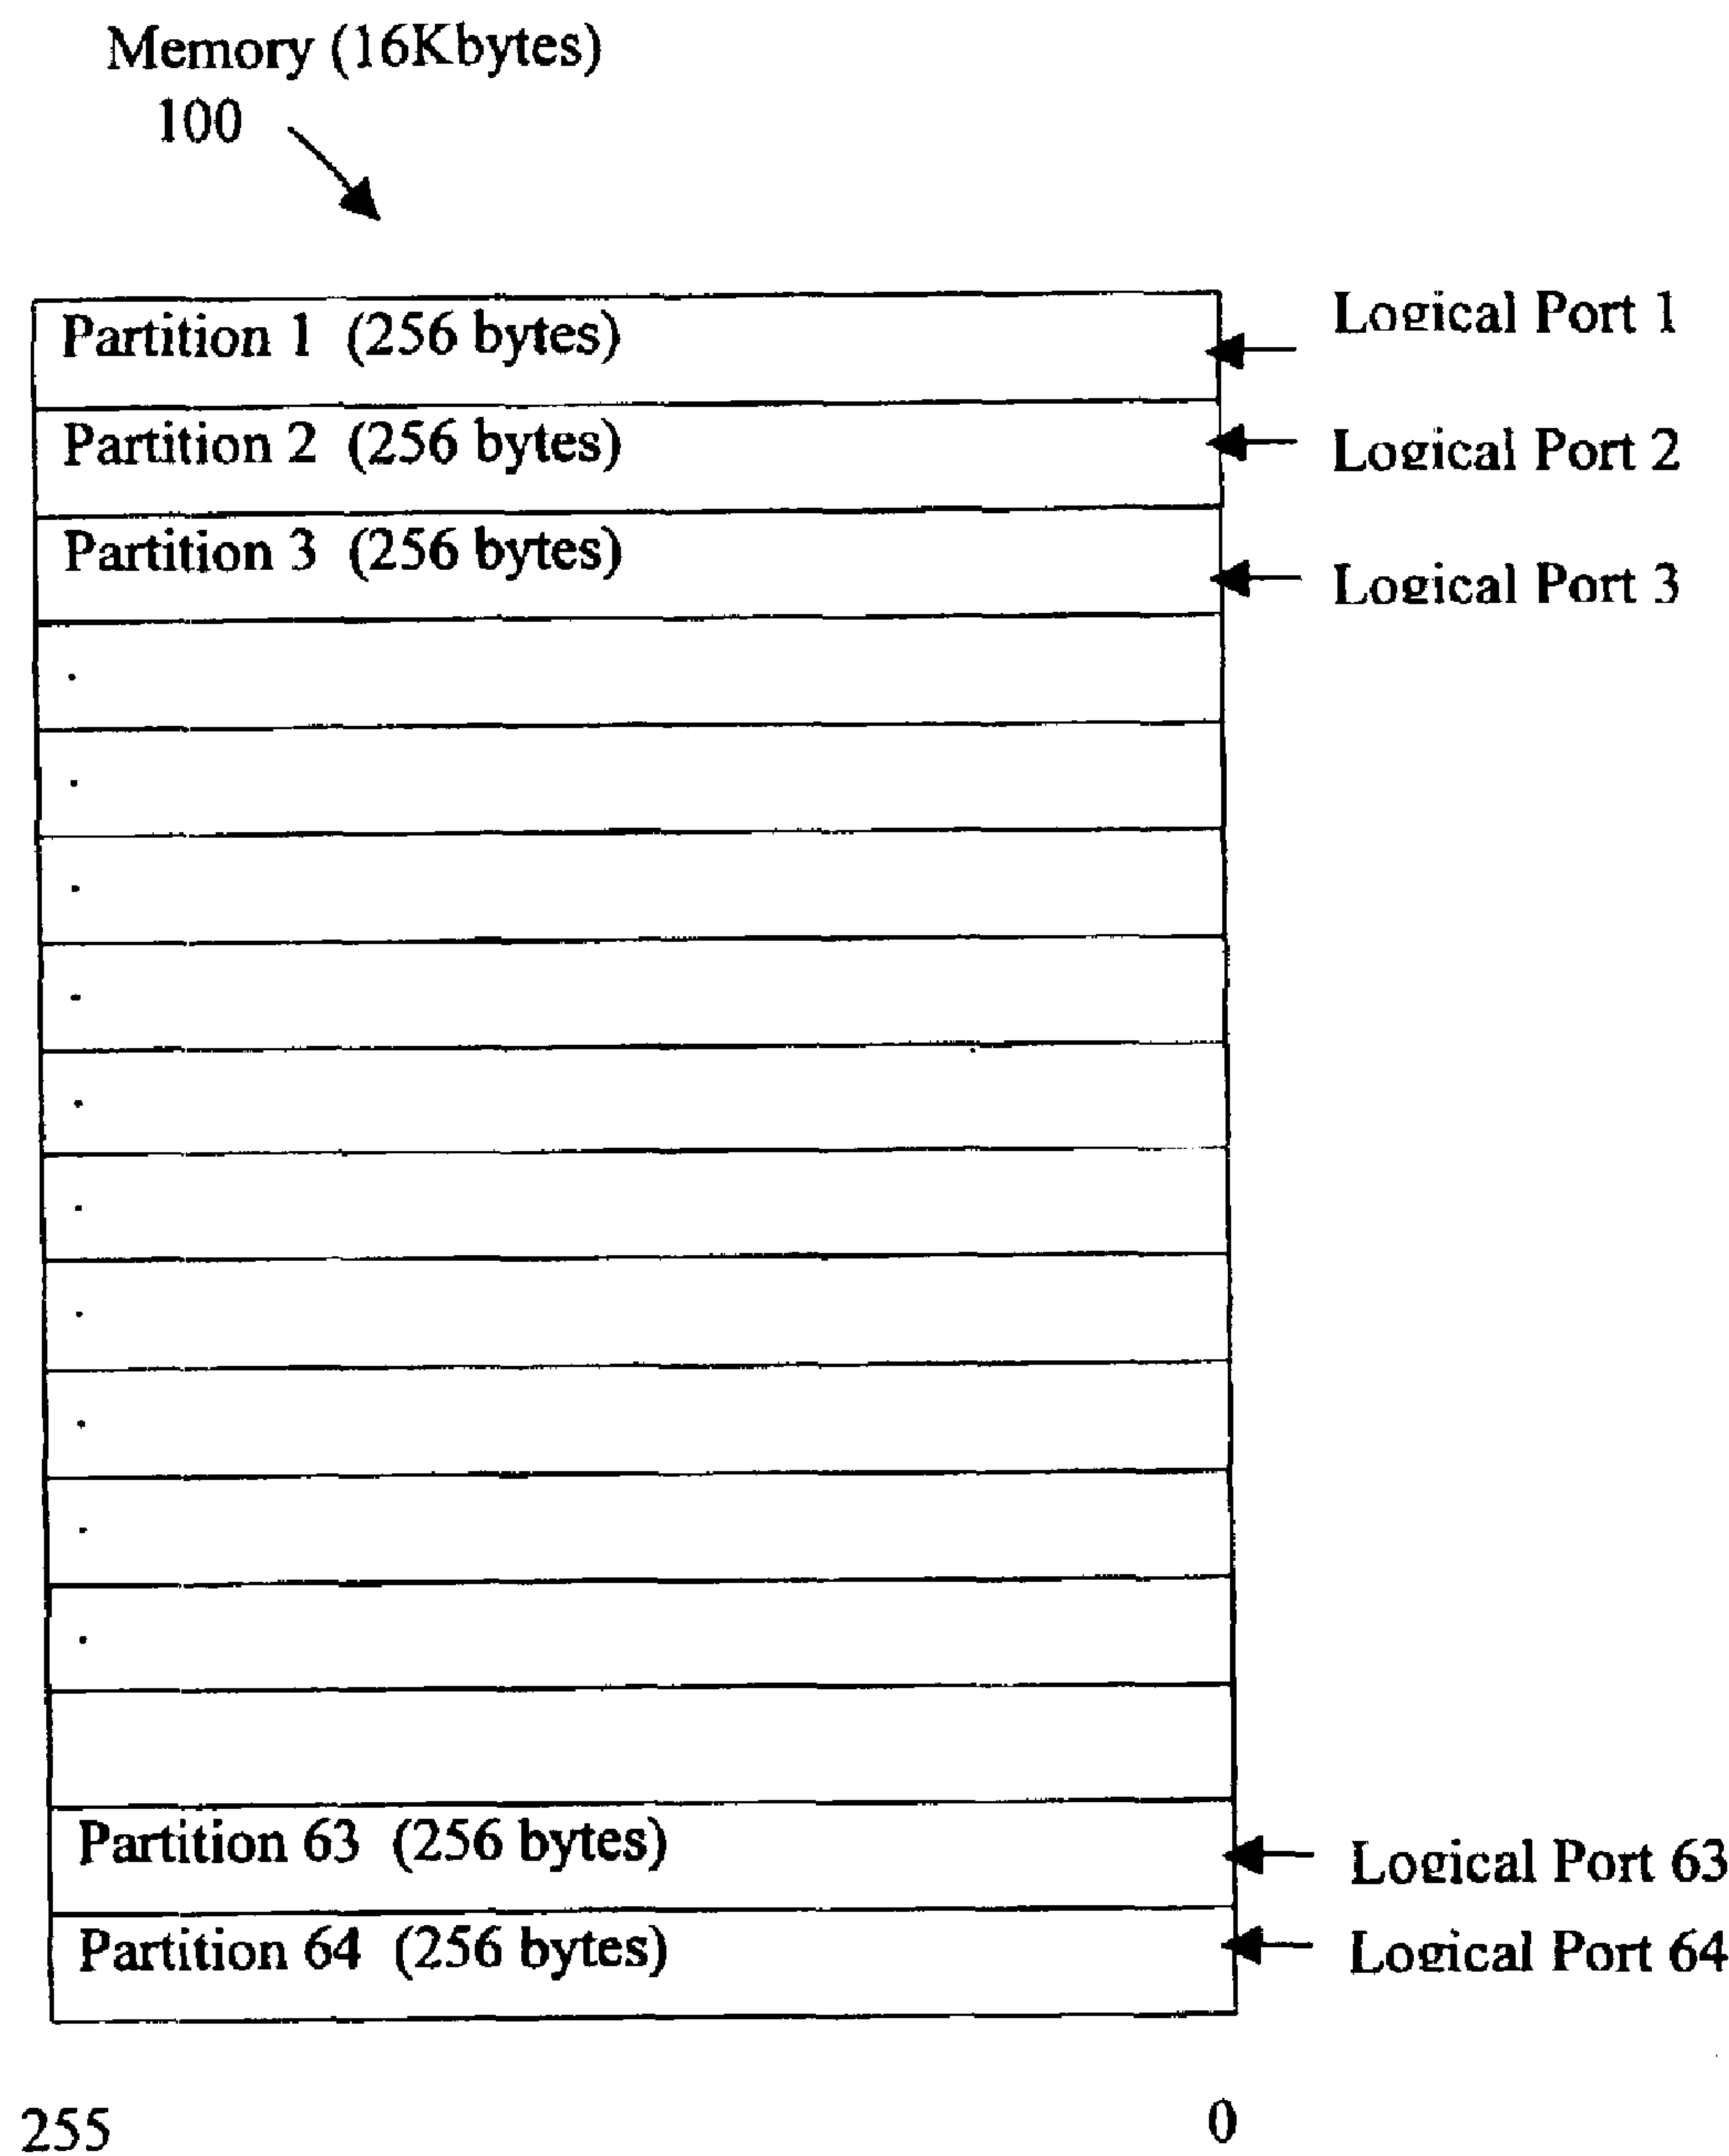 Memory (16Kbytes)
100
Partition 1 (256 bytes) Logical Port 1
Partition 2 (256 bytes) Logical Port 2
Partition 3 (256 bytes) Logical Port 3
.
.
.
.
.
.
.
.
.
.
Partition 63 (256 bytes) Logical Port 63
Partition 64 (256 bytes) Logical Port 64
255 0